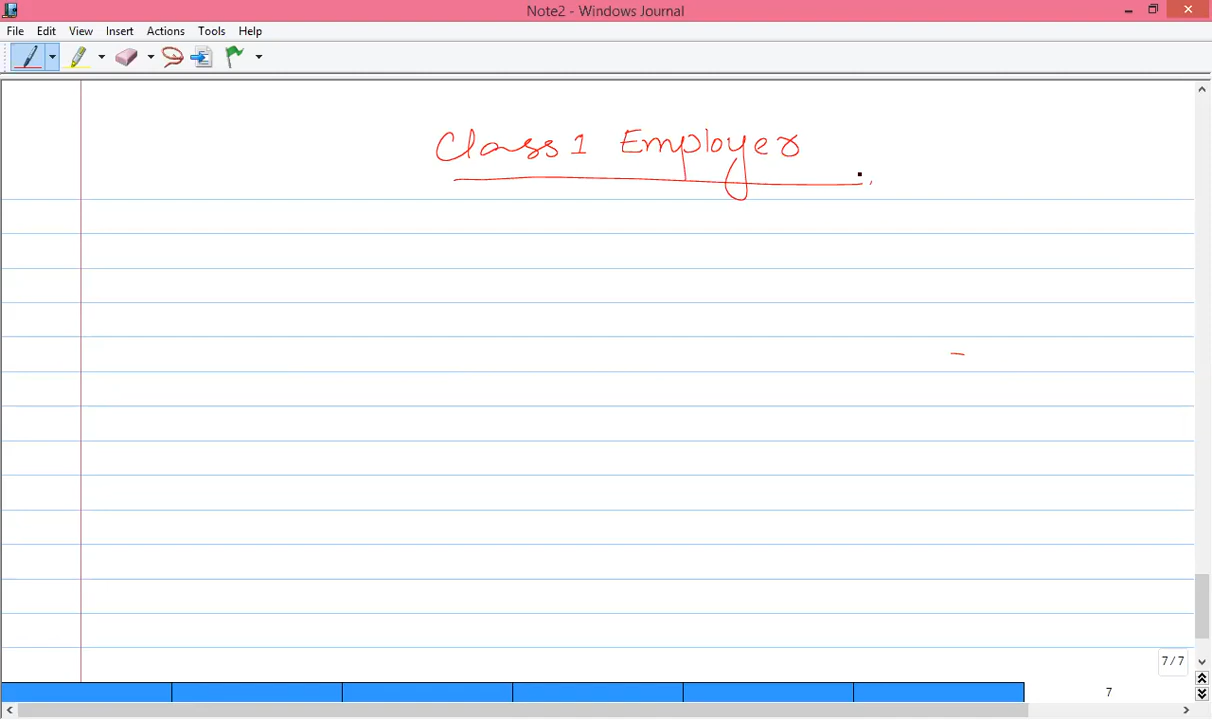 Note2 - Windows Journal
File Edit View Insert Actions Tools Help
Class 1 Employer
7 / 7
7